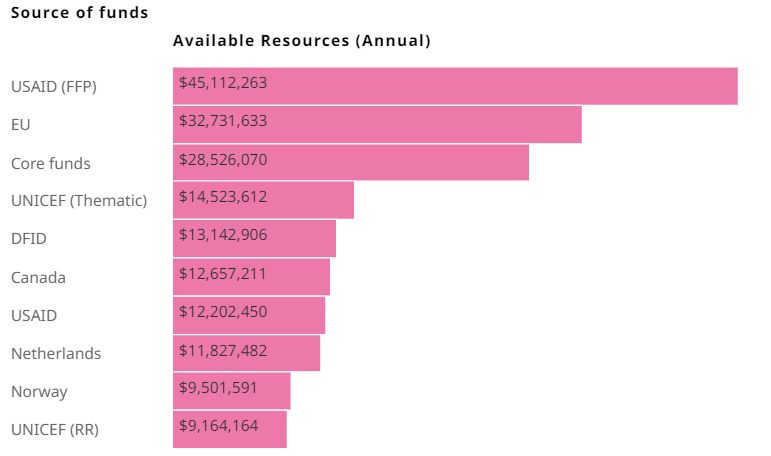 Source of funds
Available Resources (Annual)
USAID (FFP) $45,112,263
EU $32,731,633
Core funds $28,526,070
UNICEF (Thematic) $14,523,612
DFID $13,142,906
Canada $12,657,211
USAID $12,202,450
Netherlands $11,827,482
Norway $9,501,591
UNICEF (RR) $9,164,164